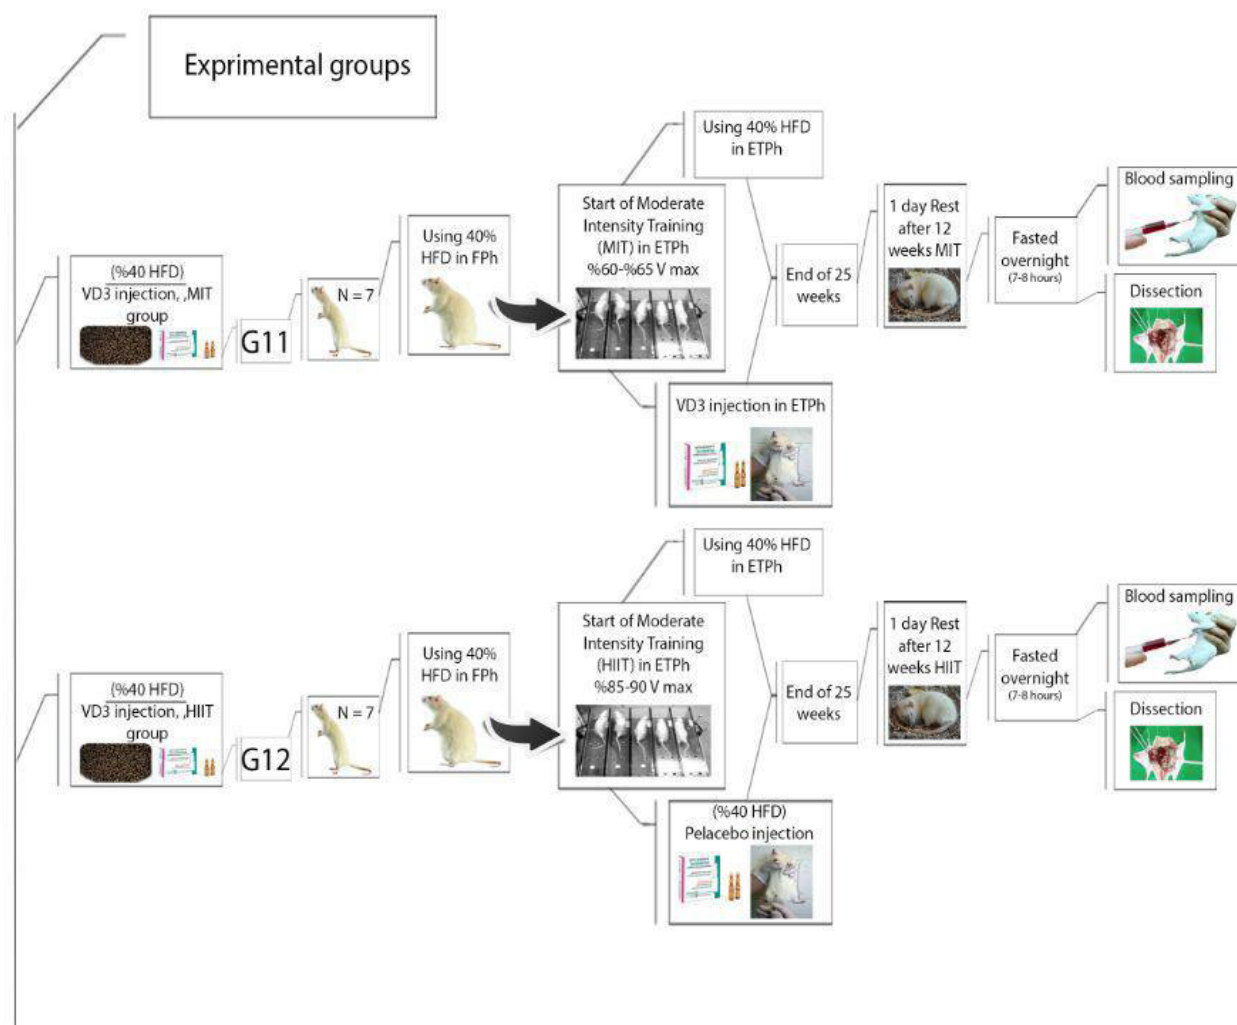 Exprimental groups
(%40 HFD)
VD3 injection, ,MIT
group
G11
N = 7
Using 40%
HFD in FPh
Start of Moderate
Intensity Training
(MIT) in ETPh
%60-%65 V max
Using 40% HFD
in ETPh
VD3 injection in ETPh
End of 25
weeks
1 day Rest
after 12
weeks MIT
Fasted
overnight
(7-8 hours)
Blood sampling
Dissection
(%40 HFD)
VD3 injection, ,HIIT
group
G12
N = 7
Using 40%
HFD in FPh
Start of Moderate
Intensity Training
(HIIT) in ETPh
%85-90 V max
Using 40% HFD
in ETPh
(%40 HFD)
Pelacebo injection
End of 25
weeks
1 day Rest
after 12
weeks HIIT
Fasted
overnight
(7-8 hours)
Blood sampling
Dissection